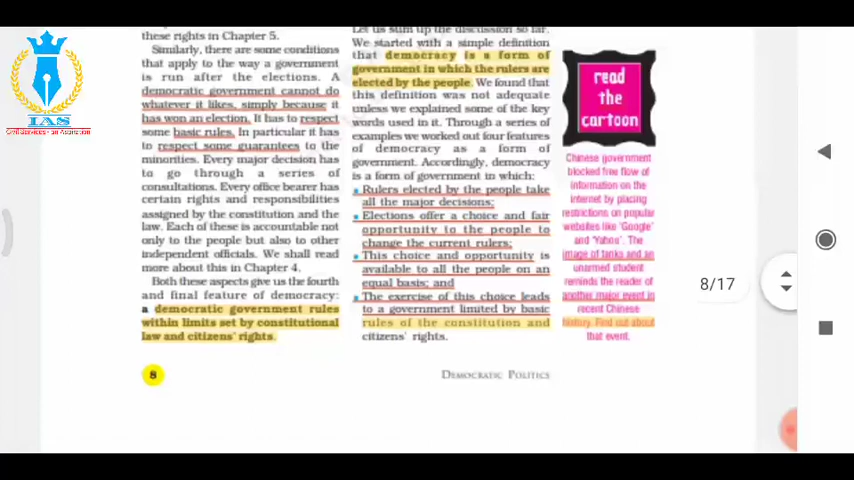 these rights in Chapter 5.
Similarly, there are some conditions
that apply to the way a government
is run after the elections. A
democratic government cannot do
whatever it likes, simply because it
has won an election. It has to respect
some basic rules. In particular it has
to respect some guarantees to the
minorities. Every major decision has
to go through a series of
consultations. Every office bearer has
certain rights and responsibilities
assigned by the constitution and the
law. Each of these is accountable not
only to the people but also to other
independent officials. We shall read
more about this in Chapter 4.
Both these aspects give us the fourth
and final feature of democracy:
a democratic government rules
within limits set by constitutional
law and citizens' rights.
8
Let us sum up the discussion so far.
We started with a simple definition
that democracy is a form of
government in which the rulers are
elected by the people. We found that
this definition was not adequate
unless we explained some of the key
words used in it. Through a series of
examples we worked out four features
of democracy as a form of
government. Accordingly, democracy
is a form of government in which:
Rulers elected by the people take
all the major decisions;
Elections offer a choice and fair
opportunity to the people to
change the current rulers;
This choice and opportunity is
available to all the people on an
equal basis; and
The exercise of this choice leads
to a government limited by basic
rules of the constitution and
citizens' rights.
DEMOCRATIC POLITICS
read
the
cartoon
Chinese government
blocked free flow of
information on the
internet by placing
restrictions on popular
websites like 'Google'
and 'Yahoo'. The
image of tanks and an
unarmed student
reminds the reader of
another major event in
recent Chinese
history. Find out about
that event.
8/17
IAS